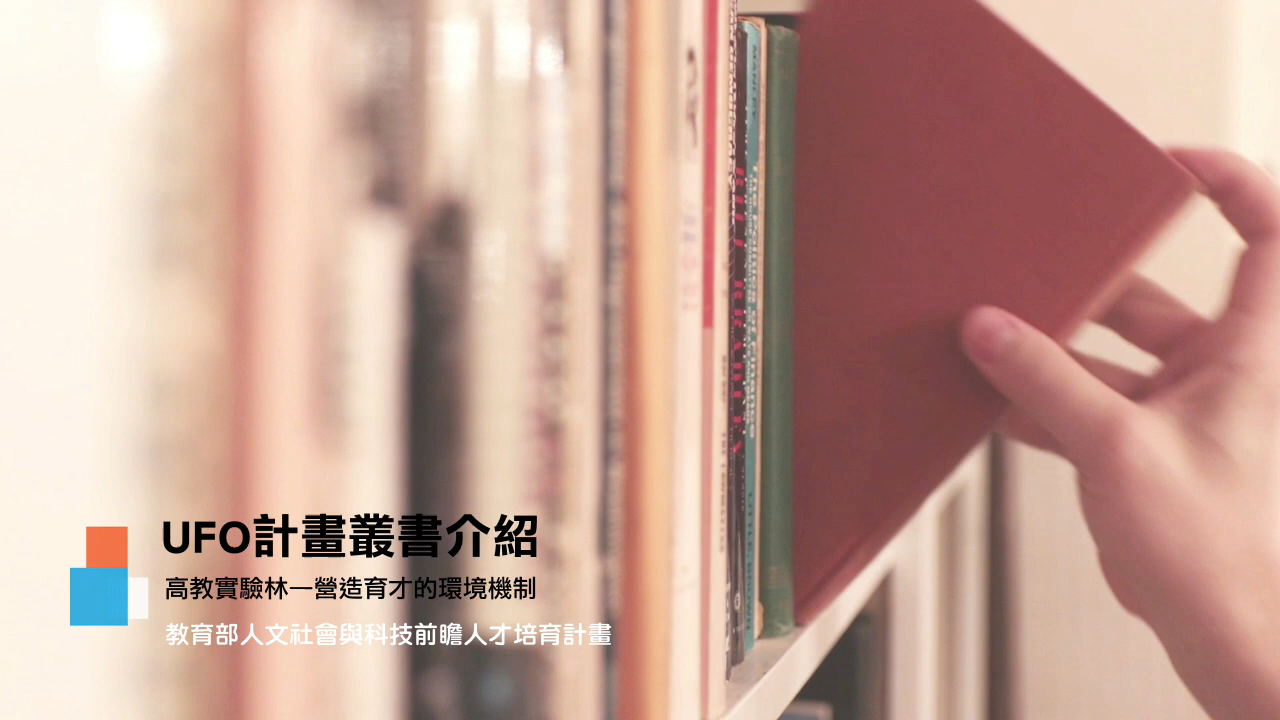 UFO計畫叢書介紹
高教實驗林—營造育才的環境機制
教育部人文社會與科技前瞻人才培育計畫